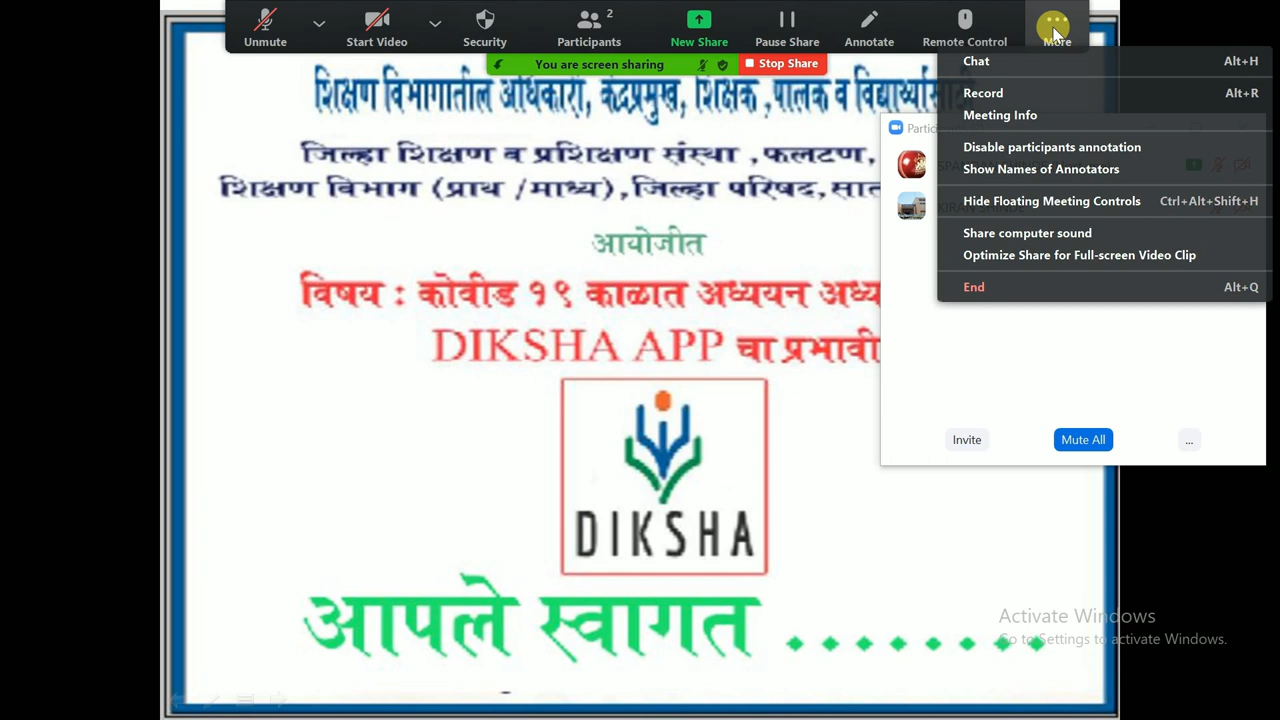 Unmute
Start Video
Security
Participants 2
New Share
Pause Share
Annotate
Remote Control
More
You are screen sharing
Stop Share
Chat Alt+H
Record Alt+R
Meeting Info
Disable participants annotation
Show Names of Annotators
Hide Floating Meeting Controls Ctrl+Alt+Shift+H
Share computer sound
Optimize Share for Full-screen Video Clip
End Alt+Q
Invite
Mute All
...
शिक्षण विभागातील अधिकारी, केंद्रप्रमुख, शिक्षक ,पालक व विद्यार्थ्यांसाठी
जिल्हा शिक्षण व प्रशिक्षण संस्था ,फलटण,
शिक्षण विभाग (प्राथ /माध्य),जिल्हा परिषद,
आयोजीत
विषय : कोवीड १९ काळात अध्ययन
DIKSHA APP चा प्रभावी
DIKSHA
आपले स्वागत .......
Activate Windows
Go to Settings to activate Windows.